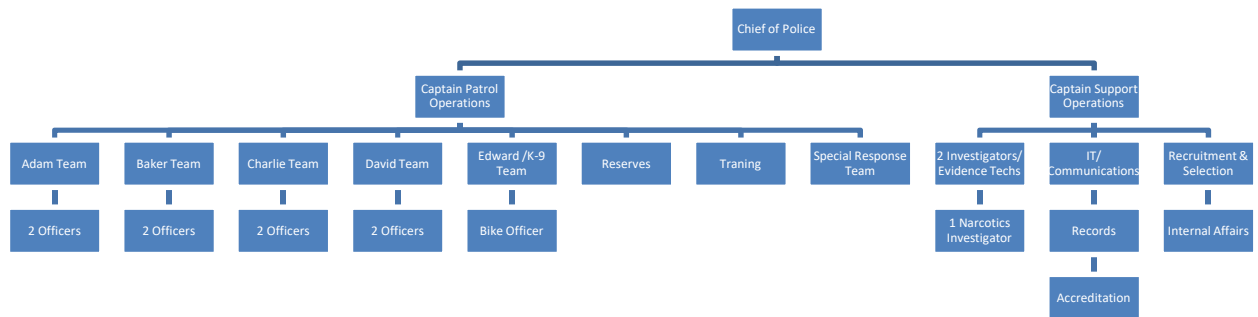 Chief of Police
Captain Patrol
Operations
Captain Support
Operations
Adam Team
Baker Team
Charlie Team
David Team
Edward /K-9
Team
Reserves
Traning
Special Response
Team
2 Investigators/
Evidence Techs
IT/
Communications
Recruitment &
Selection
2 Officers
2 Officers
2 Officers
2 Officers
Bike Officer
1 Narcotics
Investigator
Records
Internal Affairs
Accreditation